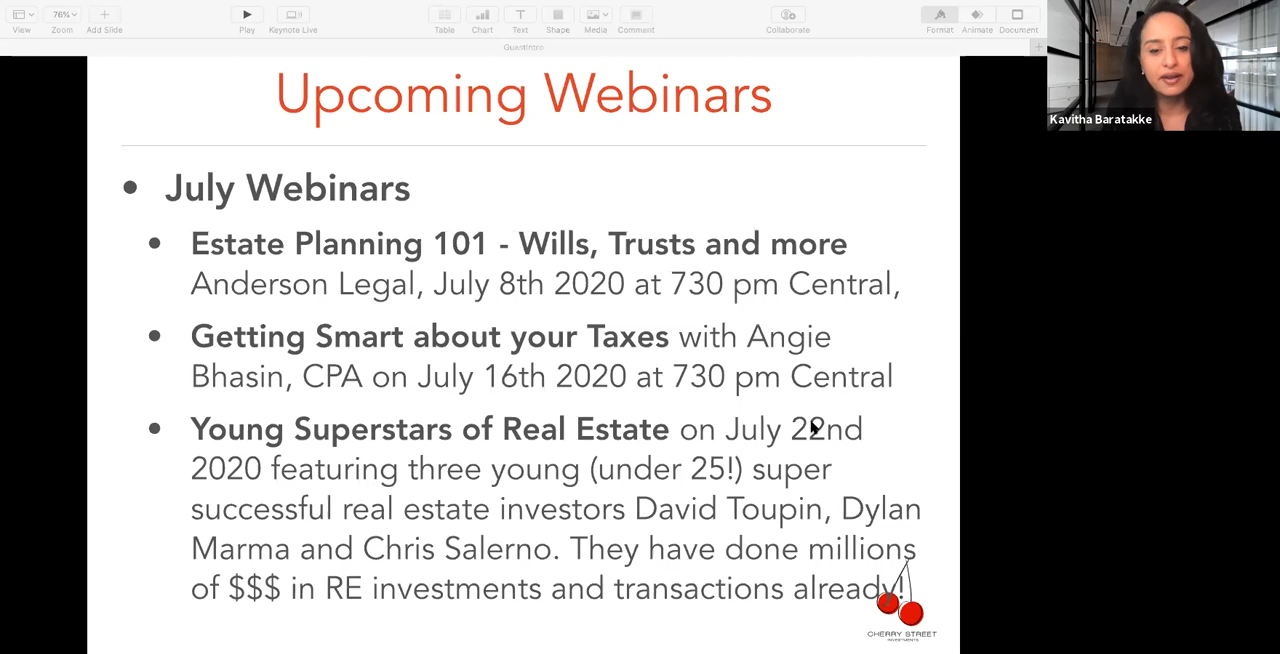 View
76%
Zoom
Add Slide
Play
Keynote Live
Table
Chart
Text
Shape
Media
Comment
Collaborate
Format
Animate
Document
GuestIntro
Kavitha Baratakke
Upcoming Webinars
• July Webinars
• Estate Planning 101 - Wills, Trusts and more
Anderson Legal, July 8th 2020 at 730 pm Central,
• Getting Smart about your Taxes with Angie
Bhasin, CPA on July 16th 2020 at 730 pm Central
• Young Superstars of Real Estate on July 22nd
2020 featuring three young (under 25!) super
successful real estate investors David Toupin, Dylan
Marma and Chris Salerno. They have done millions
of $$$ in RE investments and transactions already!
CHERRY STREET
INVESTMENTS